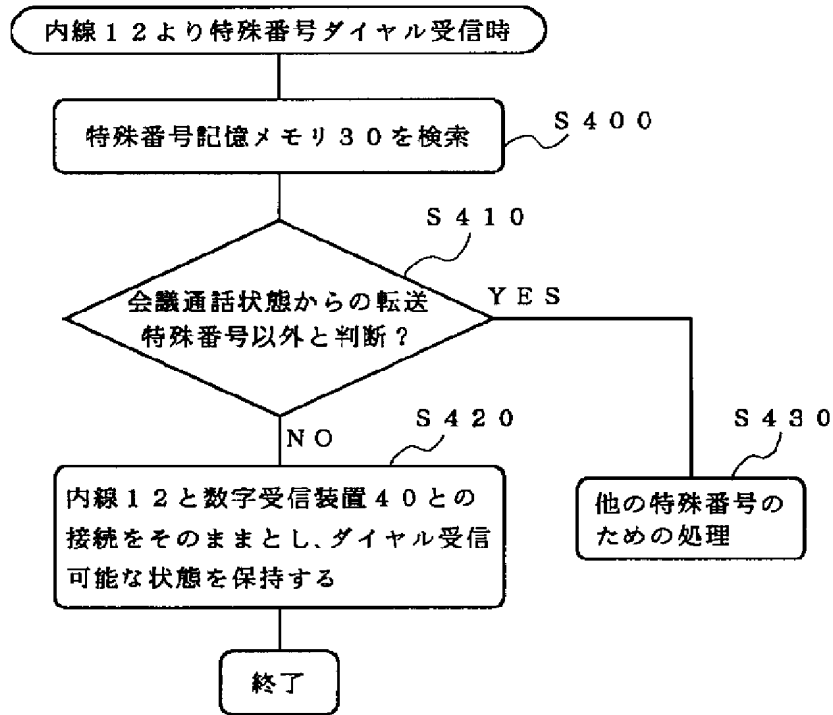 内線１２より特殊番号ダイヤル受信時
特殊番号記憶メモリ３０を検索
Ｓ４００
Ｓ４１０
会議通話状態からの転送
特殊番号以外と判断？
ＹＥＳ
ＮＯ
Ｓ４２０
Ｓ４３０
内線１２と数字受信装置４０との
接続をそのままとし、ダイヤル受信
可能な状態を保持する
他の特殊番号の
ための処理
終了